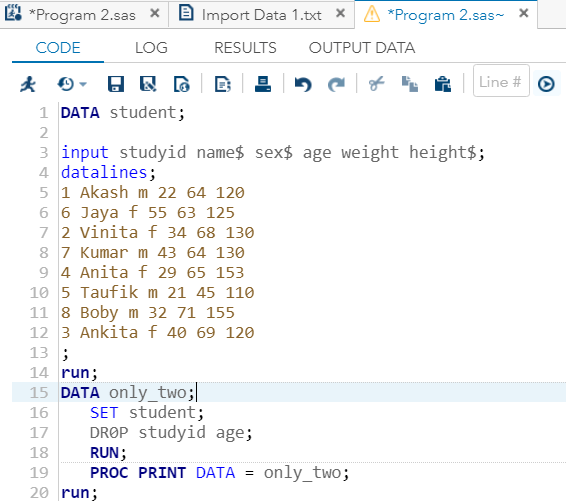 *Program 2.sas × Import Data 1.txt × *Program 2.sas~ ×
CODE LOG RESULTS OUTPUT DATA
Line #
1 DATA student;
2
3 input studyid name$ sex$ age weight height$;
4 datalines;
5 1 Akash m 22 64 120
6 6 Jaya f 55 63 125
7 2 Vinita f 34 68 130
8 7 Kumar m 43 64 130
9 4 Anita f 29 65 153
10 5 Taufik m 21 45 110
11 8 Boby m 32 71 155
12 3 Ankita f 40 69 120
13 ;
14 run;
15 DATA only_two;
16 SET student;
17 DR0P studyid age;
18 RUN;
19 PROC PRINT DATA = only_two;
20 run;